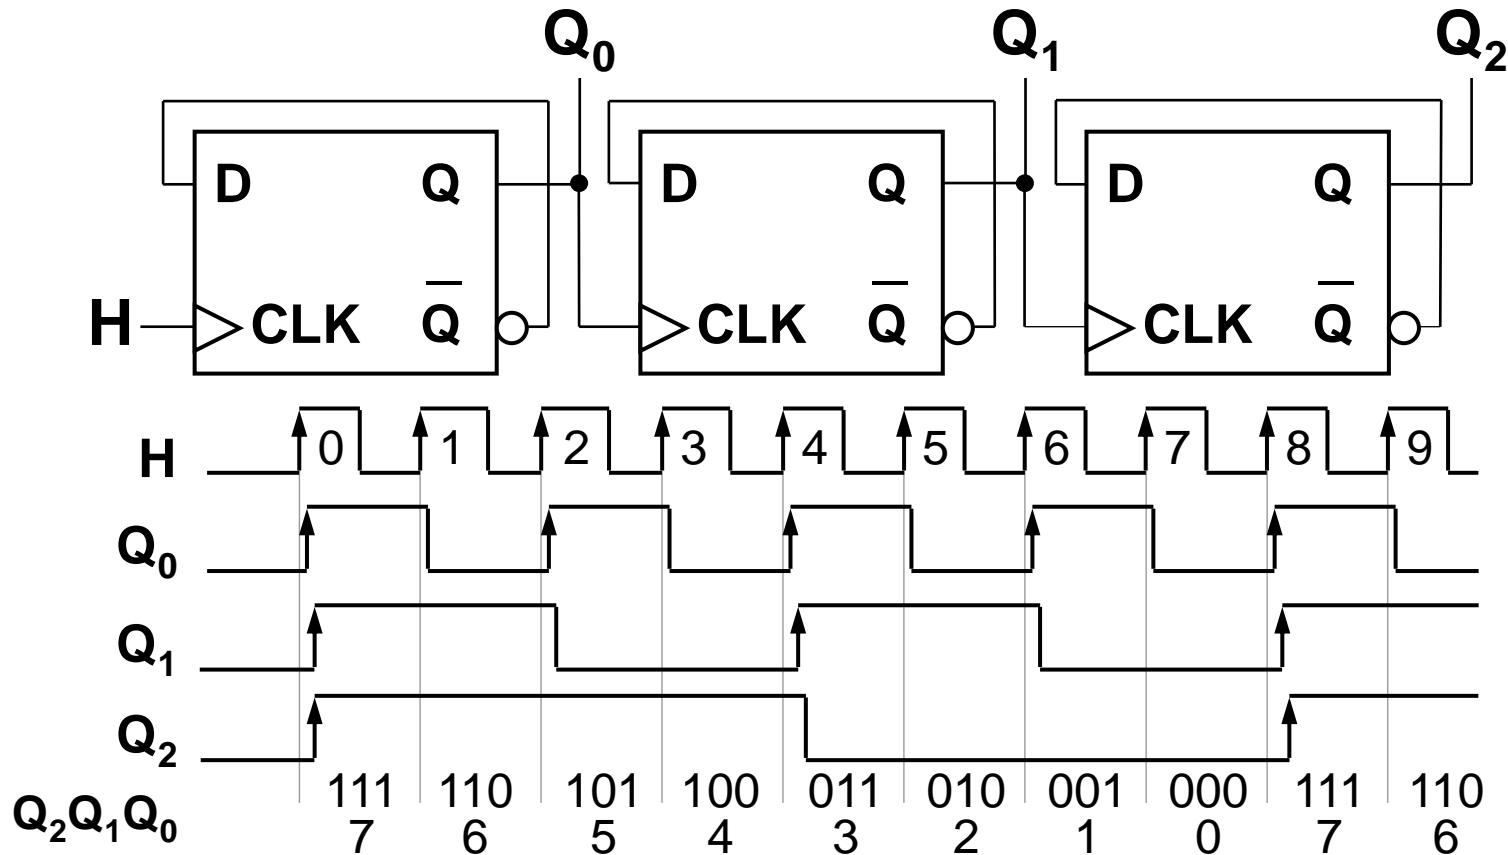 Q0 Q1 Q2
D Q D Q D Q
H CLK Q̅ CLK Q̅ CLK Q̅
H 0 1 2 3 4 5 6 7 8 9
Q0
Q1
Q2
111 110 101 100 011 010 001 000 111 110
Q2Q1Q0 7 6 5 4 3 2 1 0 7 6